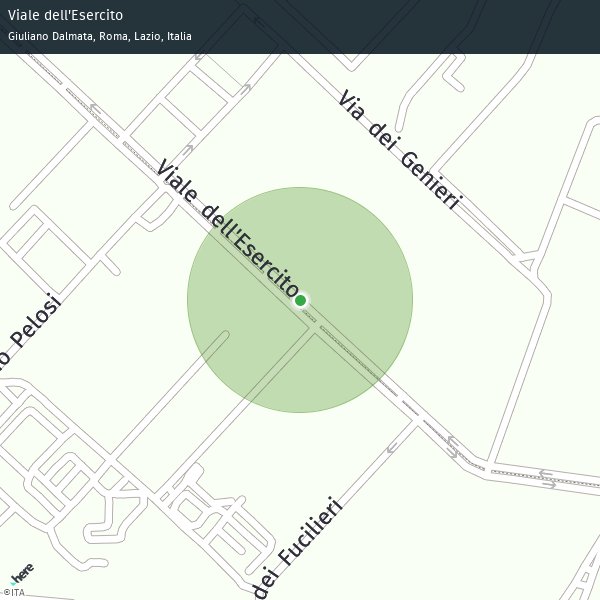 Viale dell'Esercito
Giuliano Dalmata, Roma, Lazio, Italia
Via dei Genieri
Viale dell'Esercito
Pelosi
dei Fucilieri
here
©ITA